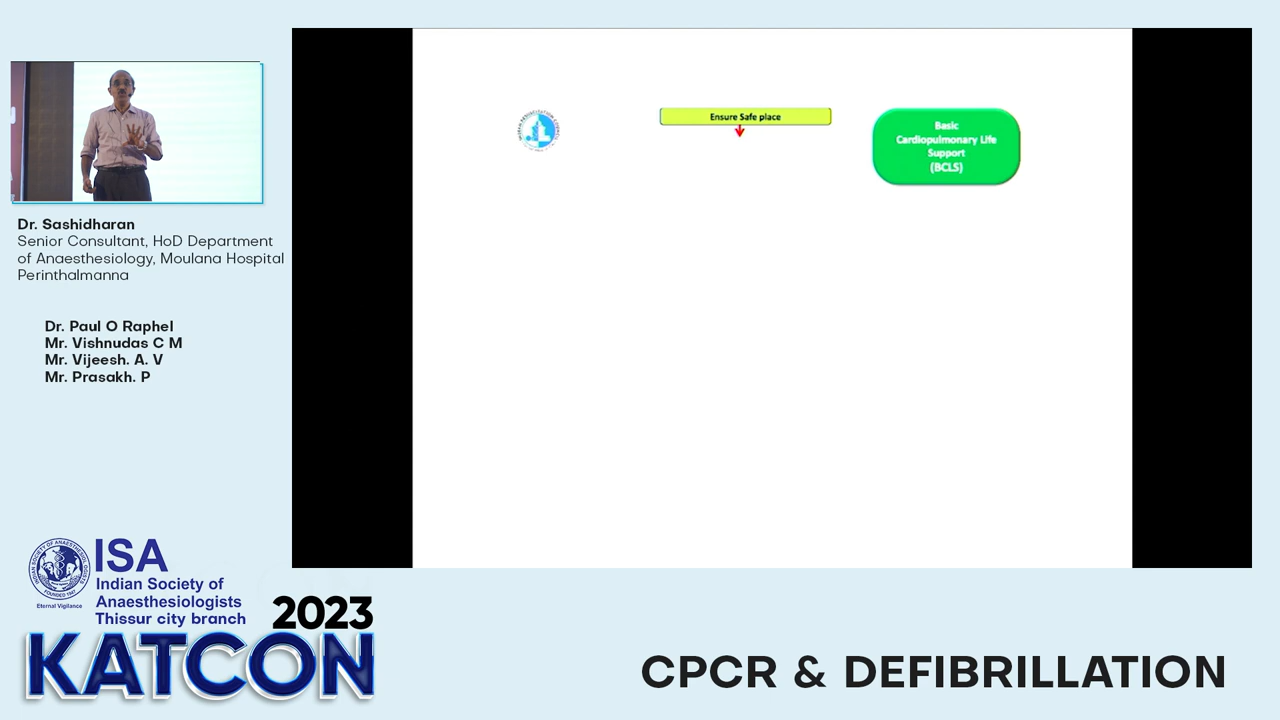 Ensure Safe place
Basic
Cardiopulmonary Life
Support
(BCLS)
Dr. Sashidharan
Senior Consultant, HoD Department
of Anaesthesiology, Moulana Hospital
Perinthalmanna
Dr. Paul O Raphel
Mr. Vishnudas C M
Mr. Vijeesh. A. V
Mr. Prasakh. P
ISA
Indian Society of
Anaesthesiologists
Thissur city branch
Eternal Vigilance
2023
KATCON
CPCR & DEFIBRILLATION